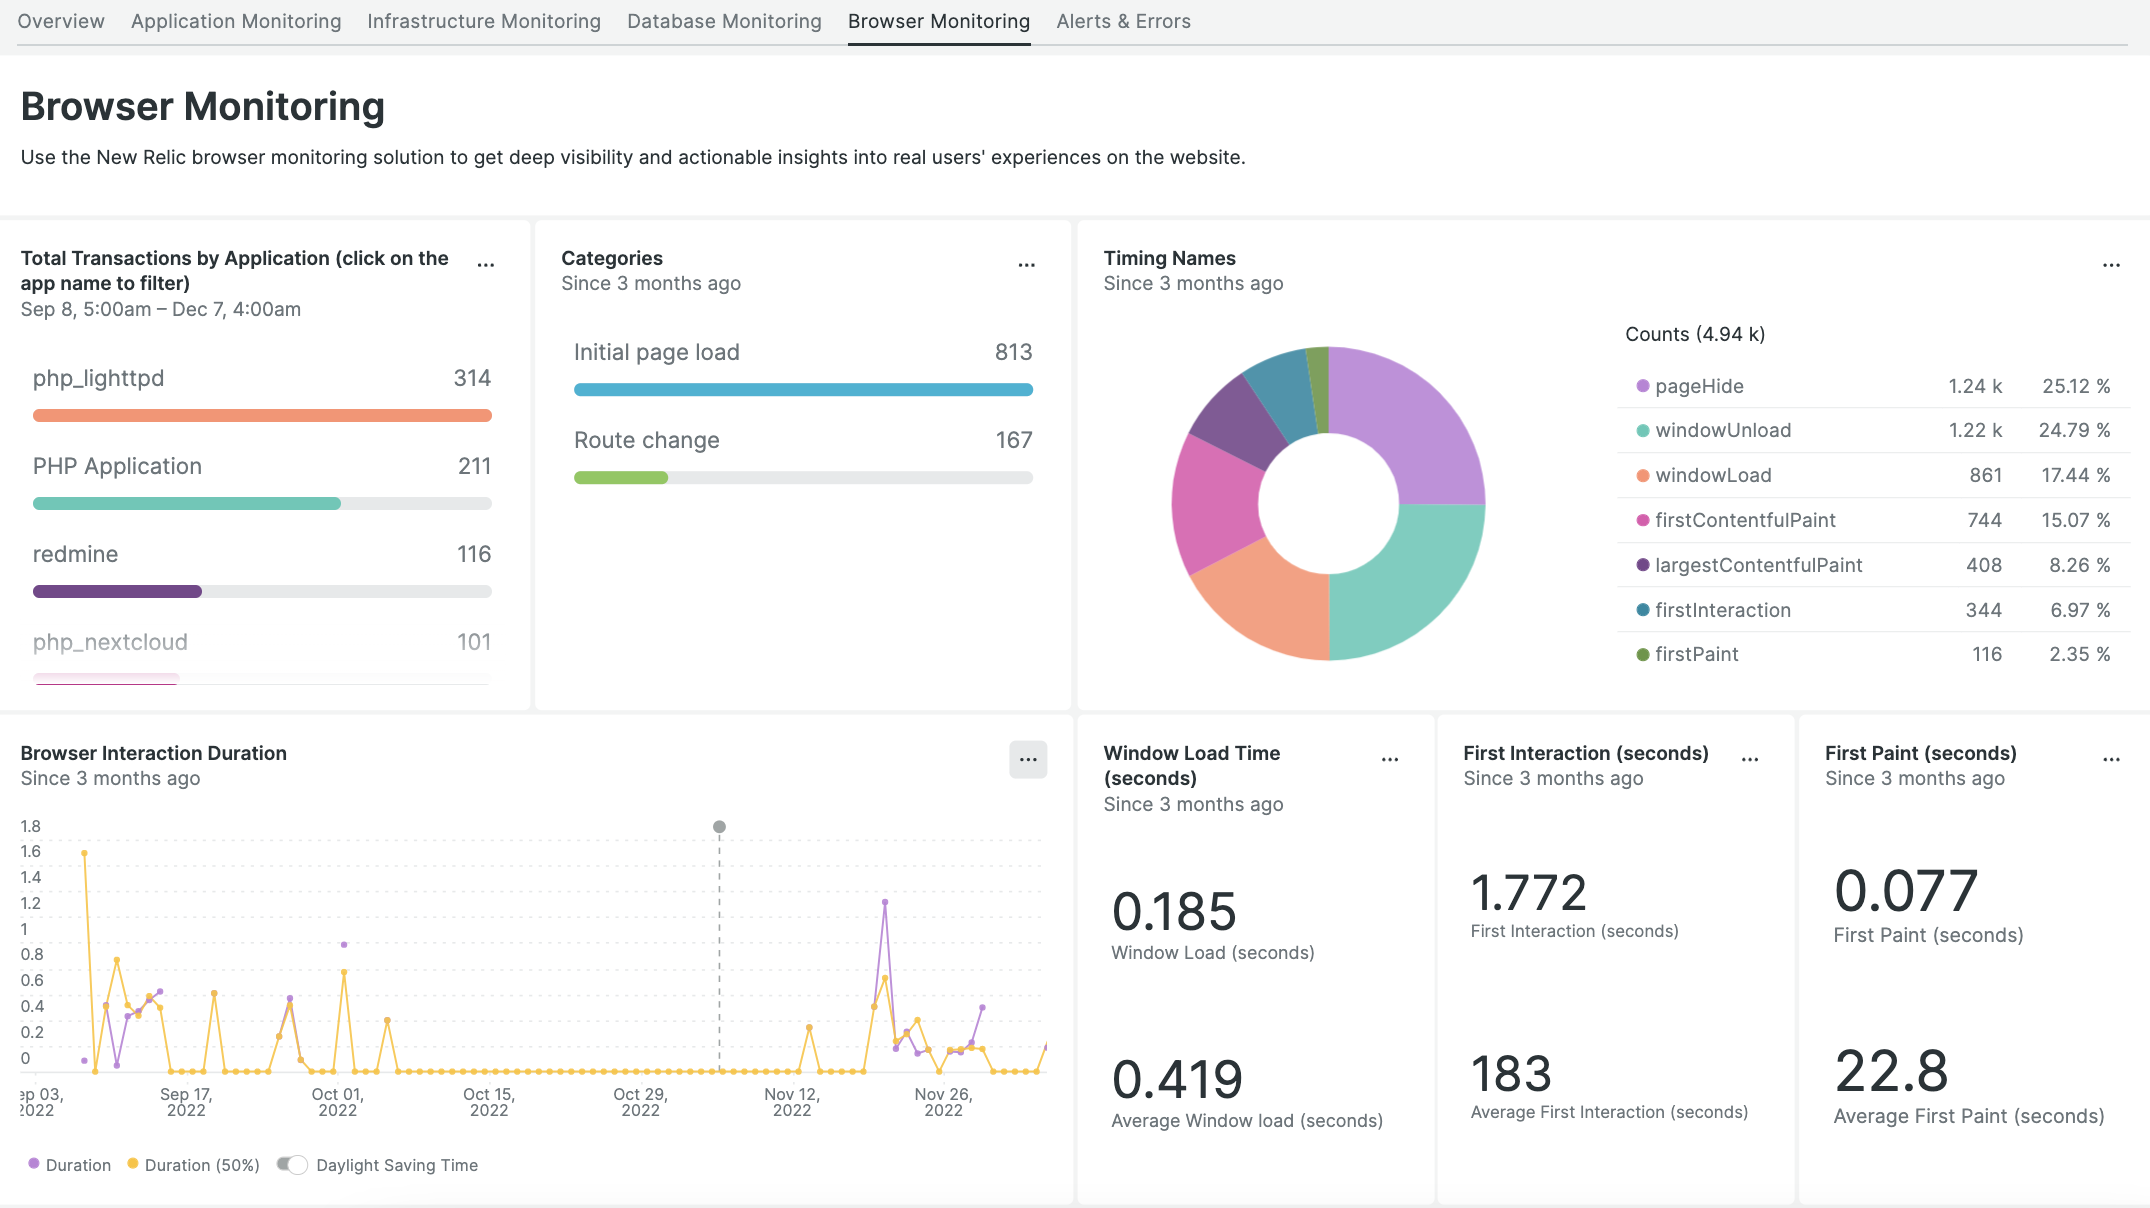 Overview Application Monitoring Infrastructure Monitoring Database Monitoring Browser Monitoring Alerts & Errors
Browser Monitoring
Use the New Relic browser monitoring solution to get deep visibility and actionable insights into real users' experiences on the website.
Total Transactions by Application (click on the
app name to filter)
Sep 8, 5:00am – Dec 7, 4:00am
php_lighttpd 314
PHP Application 211
redmine 116
php_nextcloud 101
Categories
Since 3 months ago
Initial page load 813
Route change 167
Timing Names
Since 3 months ago
Counts (4.94 k)
pageHide 1.24 k 25.12 %
windowUnload 1.22 k 24.79 %
windowLoad 861 17.44 %
firstContentfulPaint 744 15.07 %
largestContentfulPaint 408 8.26 %
firstInteraction 344 6.97 %
firstPaint 116 2.35 %
Browser Interaction Duration
Since 3 months ago
1.8
1.6
1.4
1.2
1
0.8
0.6
0.4
0.2
0
ep 03, Sep 17, Oct 01, Oct 15, Oct 29, Nov 12, Nov 26,
2022 2022 2022 2022 2022 2022 2022
Duration Duration (50%) Daylight Saving Time
Window Load Time
(seconds)
Since 3 months ago
0.185
Window Load (seconds)
0.419
Average Window load (seconds)
First Interaction (seconds)
Since 3 months ago
1.772
First Interaction (seconds)
183
Average First Interaction (seconds)
First Paint (seconds)
Since 3 months ago
0.077
First Paint (seconds)
22.8
Average First Paint (seconds)